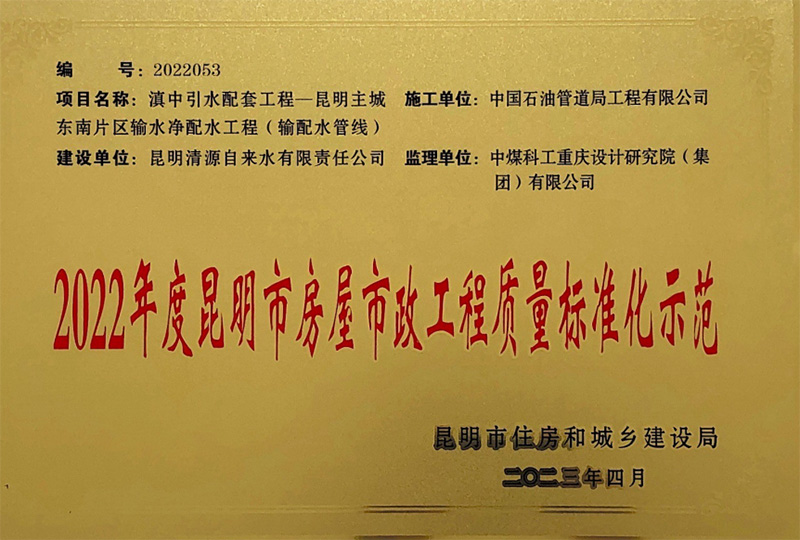 编 号：2022053
项目名称：滇中引水配套工程—昆明主城 施工单位：中国石油管道局工程有限公司
东南片区输水净配水工程（输配水管线）
建设单位：昆明清源自来水有限责任公司 监理单位：中煤科工重庆设计研究院（集
团）有限公司
2022年度昆明市房屋市政工程质量标准化示范
昆明市住房和城乡建设局
二〇二三年四月